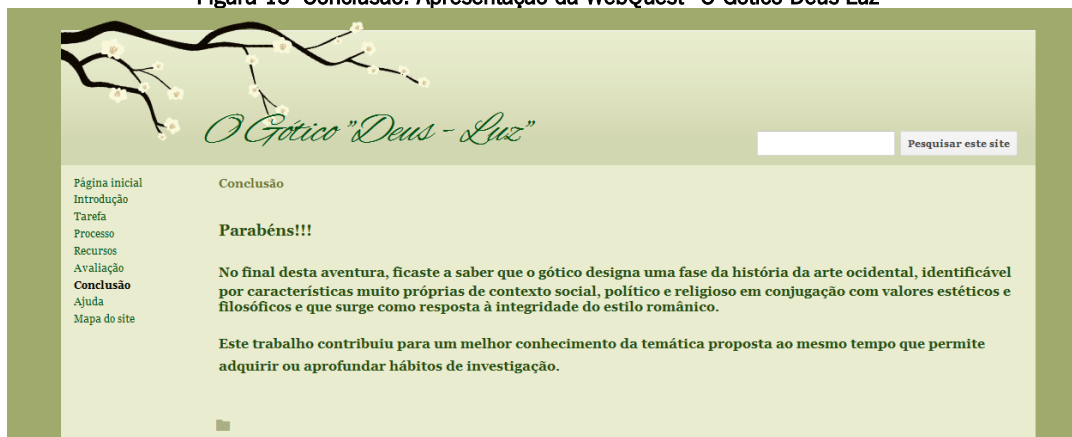 Figura 16- Conclusão: Apresentação da WebQuest "O Gótico Deus-Luz"
O Gótico "Deus - Luz"
Pesquisar este site
Página inicial
Introdução
Tarefa
Processo
Recursos
Avaliação
Conclusão
Ajuda
Mapa do site
Conclusão
Parabéns!!!
No final desta aventura, ficaste a saber que o gótico designa uma fase da história da arte ocidental, identificável
por características muito próprias de contexto social, político e religioso em conjugação com valores estéticos e
filosóficos e que surge como resposta à integridade do estilo românico.
Este trabalho contribuiu para um melhor conhecimento da temática proposta ao mesmo tempo que permite
adquirir ou aprofundar hábitos de investigação.